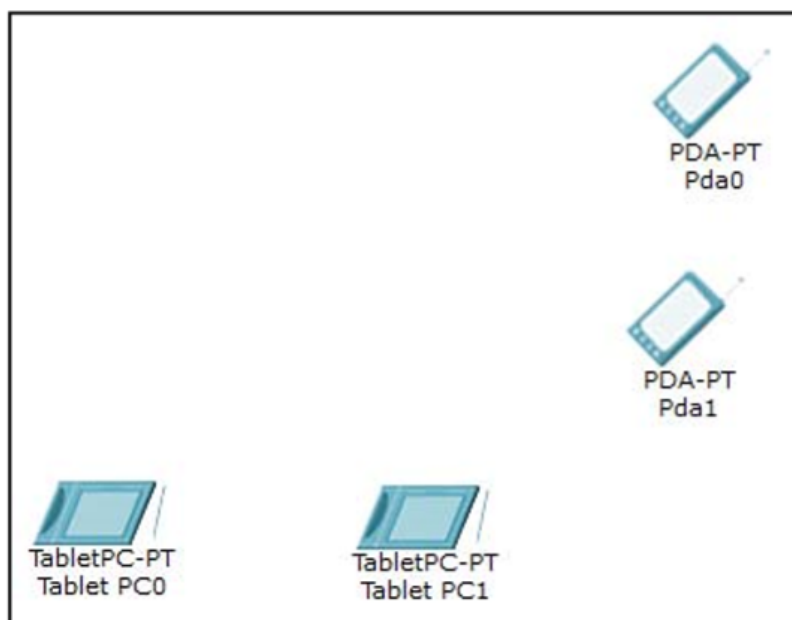 PDA-PT
Pda0
PDA-PT
Pda1
TabletPC-PT
Tablet PC0
TabletPC-PT
Tablet PC1